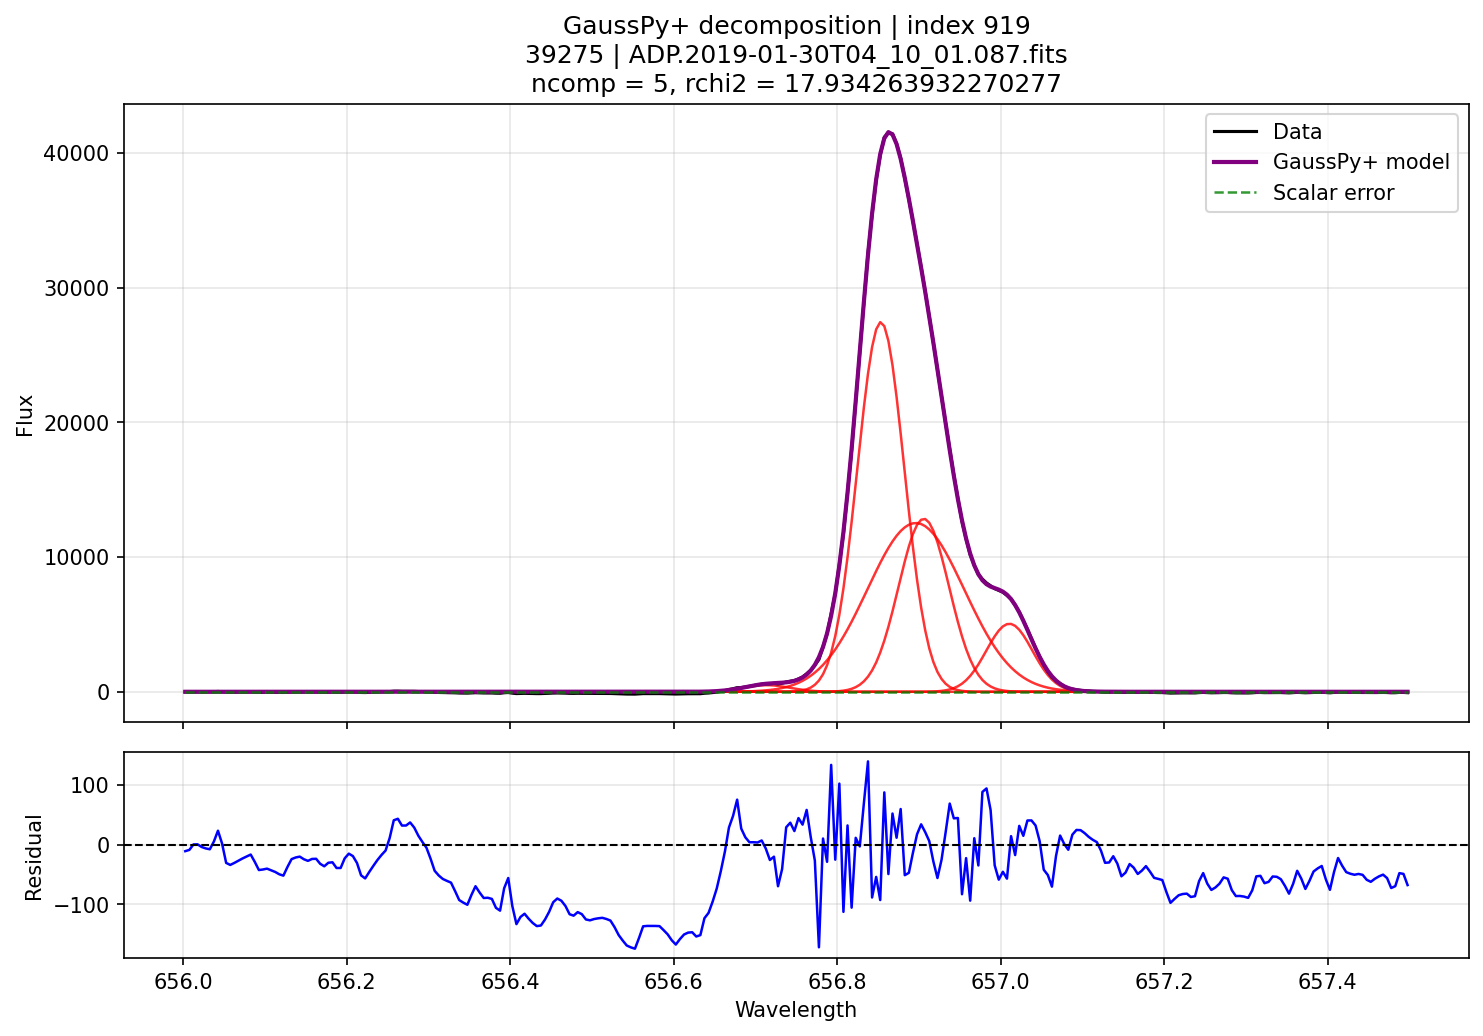 GaussPy+ decomposition | index 919
39275 | ADP.2019-01-30T04_10_01.087.fits
ncomp = 5, rchi2 = 17.934263932270277
Data
GaussPy+ model
Scalar error
40000
30000
20000
10000
0
Flux
100
0
−100
Residual
656.0
656.2
656.4
656.6
656.8
657.0
657.2
657.4
Wavelength